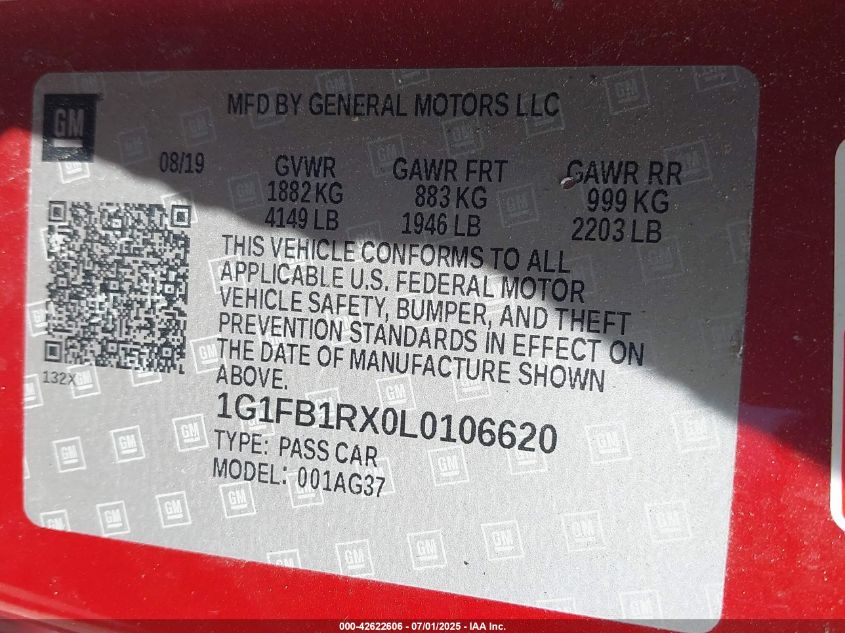 GM
MFD BY GENERAL MOTORS LLC
08/19 GVWR GAWR FRT GAWR RR
1882 KG 883 KG 999 KG
4149 LB 1946 LB 2203 LB
THIS VEHICLE CONFORMS TO ALL
APPLICABLE U.S. FEDERAL MOTOR
VEHICLE SAFETY, BUMPER, AND THEFT
PREVENTION STANDARDS IN EFFECT ON
THE DATE OF MANUFACTURE SHOWN
ABOVE.
132X
1G1FB1RX0L0106620
TYPE: PASS CAR
MODEL: 001AG37
000-42622606 - 07/01/2025 - IAA Inc.